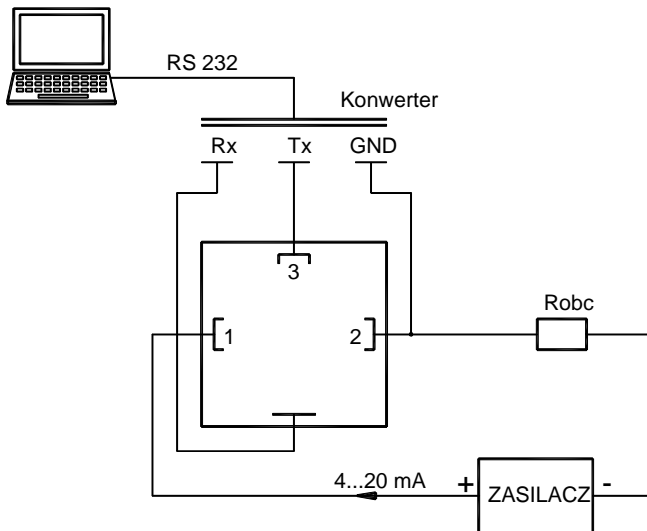 RS 232
Konwerter
Rx Tx GND
3
Robc
1 2
4...20 mA + ZASILACZ -